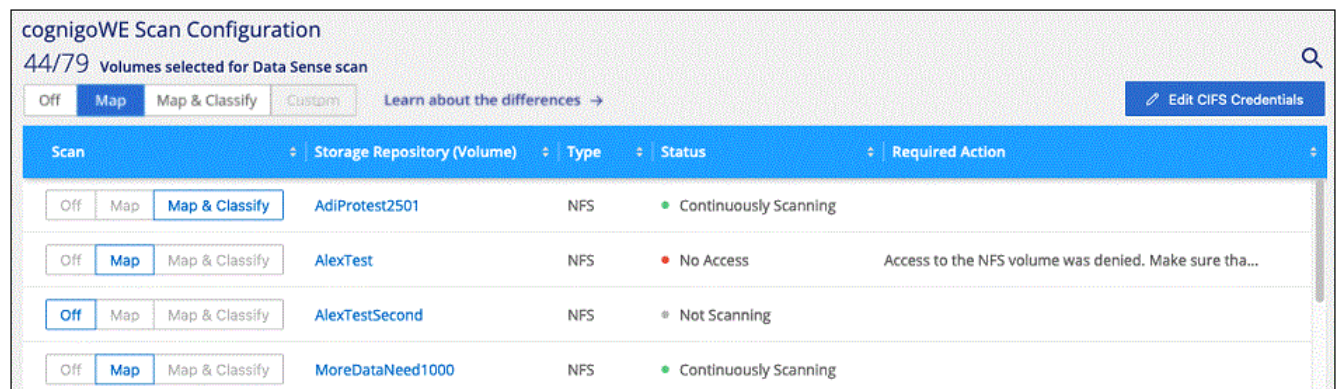 cognigoWE Scan Configuration
44/79 Volumes selected for Data Sense scan
Off Map Map & Classify Custom Learn about the differences → Edit CIFS Credentials
Scan Storage Repository (Volume) Type Status Required Action
Off Map Map & Classify AdiProtest2501 NFS Continuously Scanning
Off Map Map & Classify AlexTest NFS No Access Access to the NFS volume was denied. Make sure tha...
Off Map Map & Classify AlexTestSecond NFS Not Scanning
Off Map Map & Classify MoreDataNeed1000 NFS Continuously Scanning